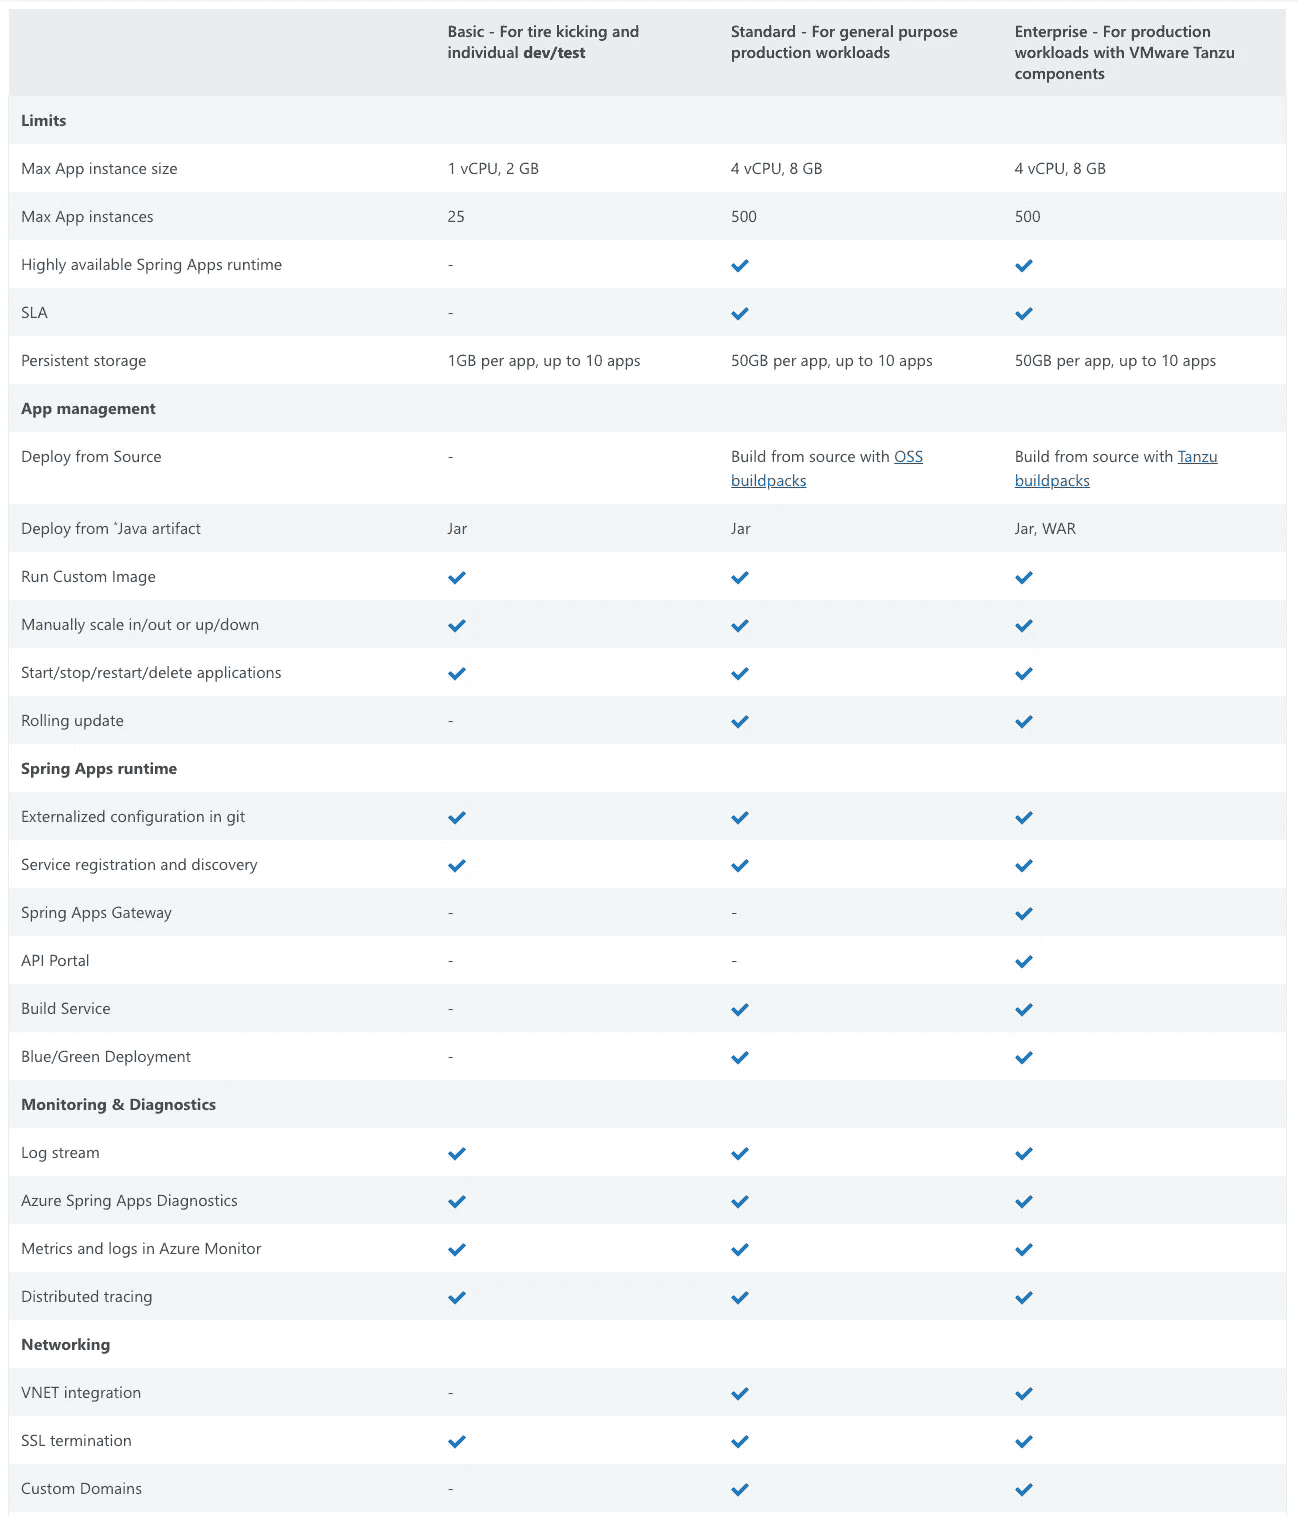 Basic - For tire kicking and individual dev/test
Standard - For general purpose production workloads
Enterprise - For production workloads with VMware Tanzu components
Limits
Max App instance size 1 vCPU, 2 GB 4 vCPU, 8 GB 4 vCPU, 8 GB
Max App instances 25 500 500
Highly available Spring Apps runtime - ✔ ✔
SLA - ✔ ✔
Persistent storage 1GB per app, up to 10 apps 50GB per app, up to 10 apps 50GB per app, up to 10 apps
App management
Deploy from Source - Build from source with OSS buildpacks Build from source with Tanzu buildpacks
Deploy from *Java artifact Jar Jar Jar, WAR
Run Custom Image ✔ ✔ ✔
Manually scale in/out or up/down ✔ ✔ ✔
Start/stop/restart/delete applications ✔ ✔ ✔
Rolling update - ✔ ✔
Spring Apps runtime
Externalized configuration in git ✔ ✔ ✔
Service registration and discovery ✔ ✔ ✔
Spring Apps Gateway - - ✔
API Portal - - ✔
Build Service - ✔ ✔
Blue/Green Deployment - ✔ ✔
Monitoring & Diagnostics
Log stream ✔ ✔ ✔
Azure Spring Apps Diagnostics ✔ ✔ ✔
Metrics and logs in Azure Monitor ✔ ✔ ✔
Distributed tracing ✔ ✔ ✔
Networking
VNET integration - ✔ ✔
SSL termination ✔ ✔ ✔
Custom Domains - ✔ ✔